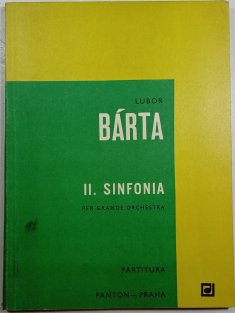 LUBOR
BÁRTA
II. SINFONIA
PER GRANDE ORCHESTRA
PARTITURA
PANTON—PRAHA